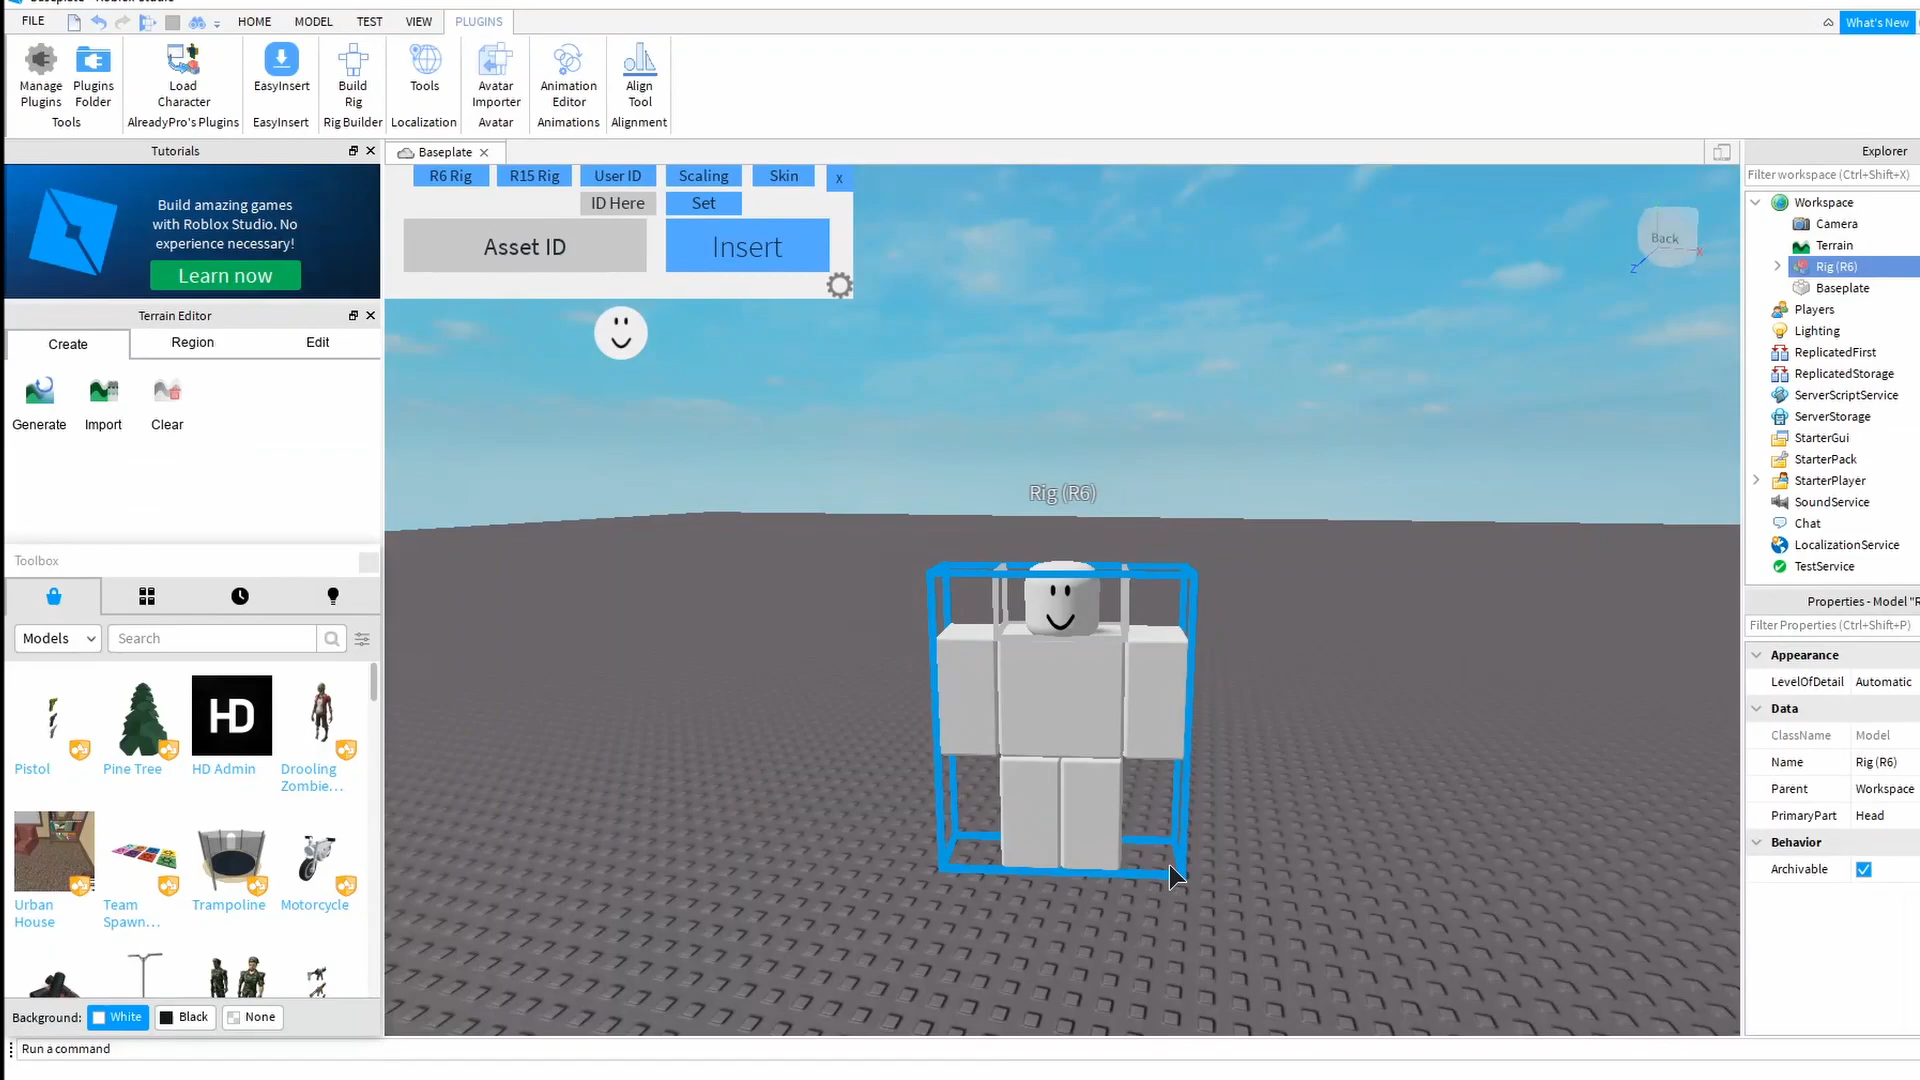 Baseplate - Roblox Studio
FILE
HOME
MODEL
TEST
VIEW
PLUGINS
What's New
Manage
Plugins
Plugins
Folder
Tools
Load
Character
AlreadyPro's Plugins
EasyInsert
EasyInsert
Build
Rig
Rig Builder
Tools
Localization
Avatar
Importer
Avatar
Animation
Editor
Animations
Align
Tool
Alignment
Tutorials
Build amazing games
with Roblox Studio. No
experience necessary!
Learn now
Terrain Editor
Create
Region
Edit
Generate
Import
Clear
Toolbox
Models
Search
HD
Pistol
Pine Tree
HD Admin
Drooling
Zombie...
Urban
House
Team
Spawn...
Trampoline
Motorcycle
Background:
White
Black
None
Run a command
Baseplate
R6 Rig
R15 Rig
User ID
Scaling
Skin
x
ID Here
Set
Asset ID
Insert
Back
X
Z
Rig (R6)
Explorer
Filter workspace (Ctrl+Shift+X)
Workspace
Camera
Terrain
Rig (R6)
Baseplate
Players
Lighting
ReplicatedFirst
ReplicatedStorage
ServerScriptService
ServerStorage
StarterGui
StarterPack
StarterPlayer
SoundService
Chat
LocalizationService
TestService
Properties - Model "R
Filter Properties (Ctrl+Shift+P)
Appearance
LevelOfDetail Automatic
Data
ClassName Model
Name Rig (R6)
Parent Workspace
PrimaryPart Head
Behavior
Archivable